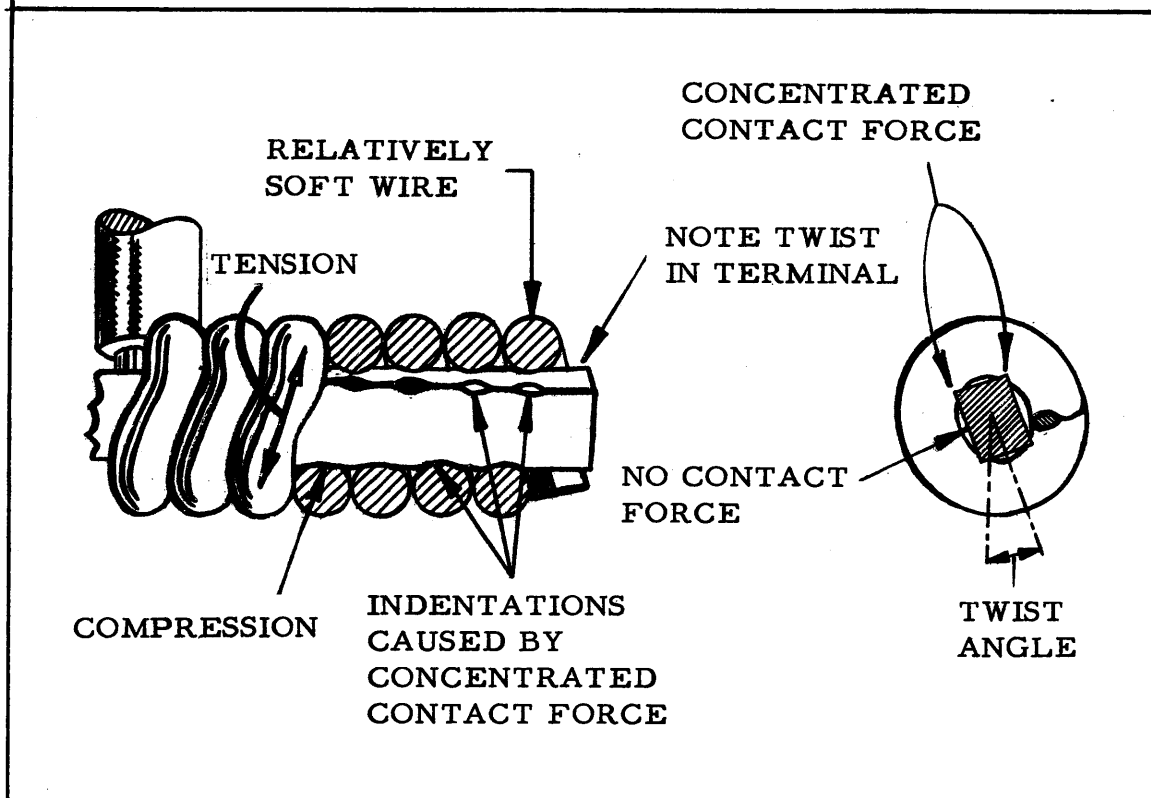 CONCENTRATED
CONTACT FORCE
RELATIVELY
SOFT WIRE
NOTE TWIST
IN TERMINAL
TENSION
NO CONTACT
FORCE
COMPRESSION
INDENTATIONS
CAUSED BY
CONCENTRATED
CONTACT FORCE
TWIST
ANGLE